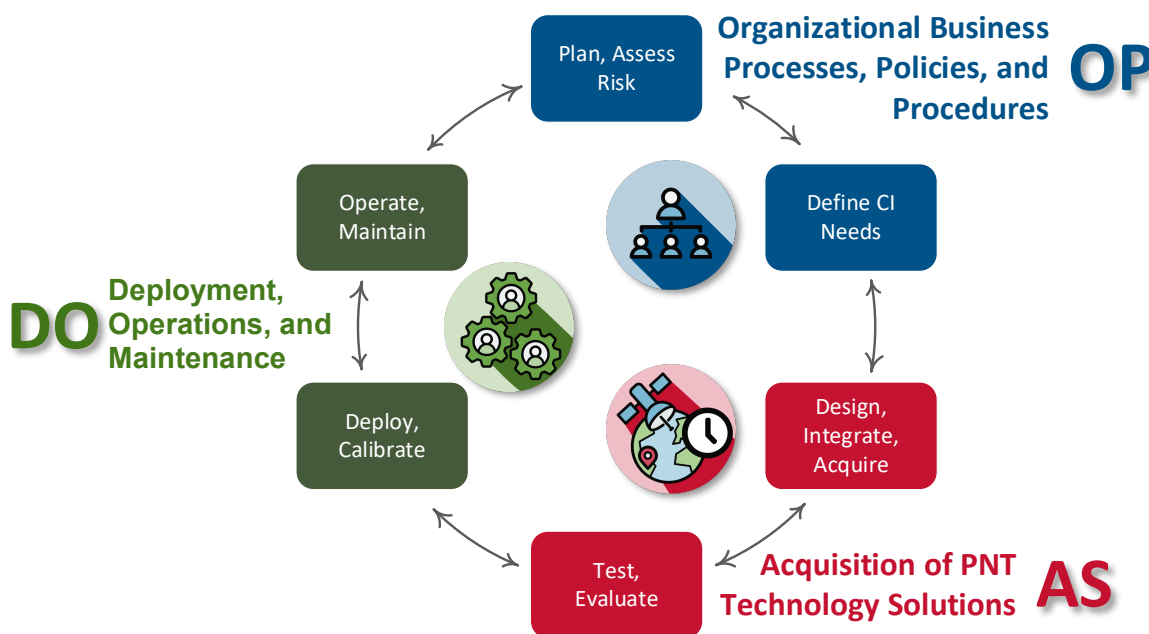 Plan, Assess
Risk
Organizational Business
Processes, Policies, and
Procedures
OP
Operate,
Maintain
Define CI
Needs
DO
Deployment,
Operations, and
Maintenance
Deploy,
Calibrate
Design,
Integrate,
Acquire
Test,
Evaluate
Acquisition of PNT
Technology Solutions
AS